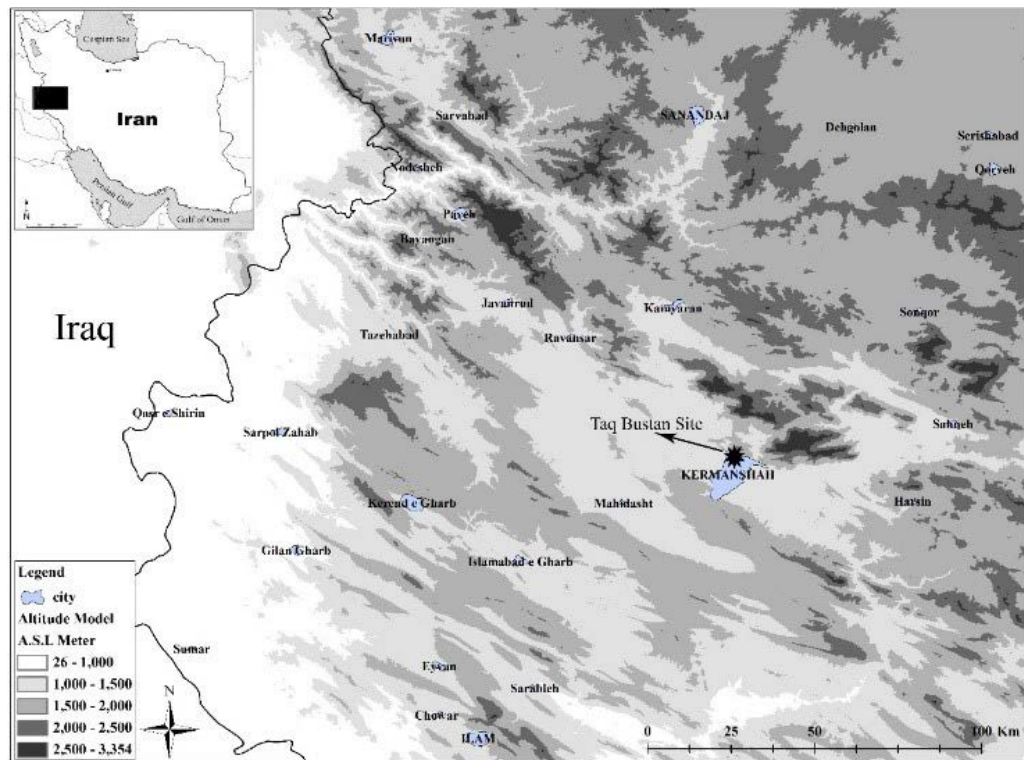 Caspian Sea
Iran
Persian Gulf
Gulf of Oman
N
Marivan
Sarvabad
SANANDAJ
Dehgolan
Serishabad
Qorveh
Nodesheh
Paveh
Bayangan
Javanrud
Kamyaran
Sonqor
Iraq
Tazehabad
Ravansar
Qasr e Shirin
Sarpol Zahab
Taq Bustan Site
Sahneh
KERMANSHAH
Kerend e Gharb
Mahidasht
Harsin
Gilan Gharb
Islamabad e Gharb
Legend
city
Altitude Model
A.S.L Meter
26 - 1,000
1,000 - 1,500
1,500 - 2,000
2,000 - 2,500
2,500 - 3,354
N
Sumar
Eyvan
Sarableh
Chowar
ILAM
0 25 50 100 Km